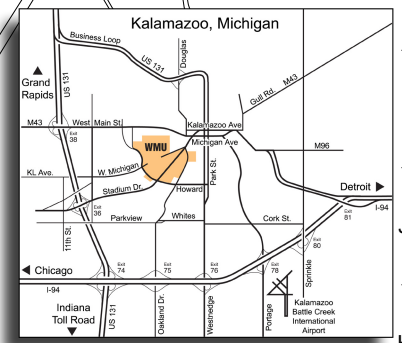 Kalamazoo, Michigan
Business Loop
US 131
Douglas
US 131
Grand
Rapids
Gull Rd.
M43
M43
West
Main St.
Kalamazoo Ave
Exit
38
WMU
Michigan Ave
M96
KL Ave.
W. Michigan
Park St.
Stadium Dr.
Howard
Detroit
I-94
Exit
36
Exit
81
11th St.
Parkview
Whites
Cork St.
Exit
80
Chicago
Exit
74
Exit
75
Exit
76
Exit
78
Sprinkle
I-94
Indiana
Toll Road
US 131
Oakland Dr.
Westnedge
Portage
Kalamazoo
Battle Creek
International
Airport